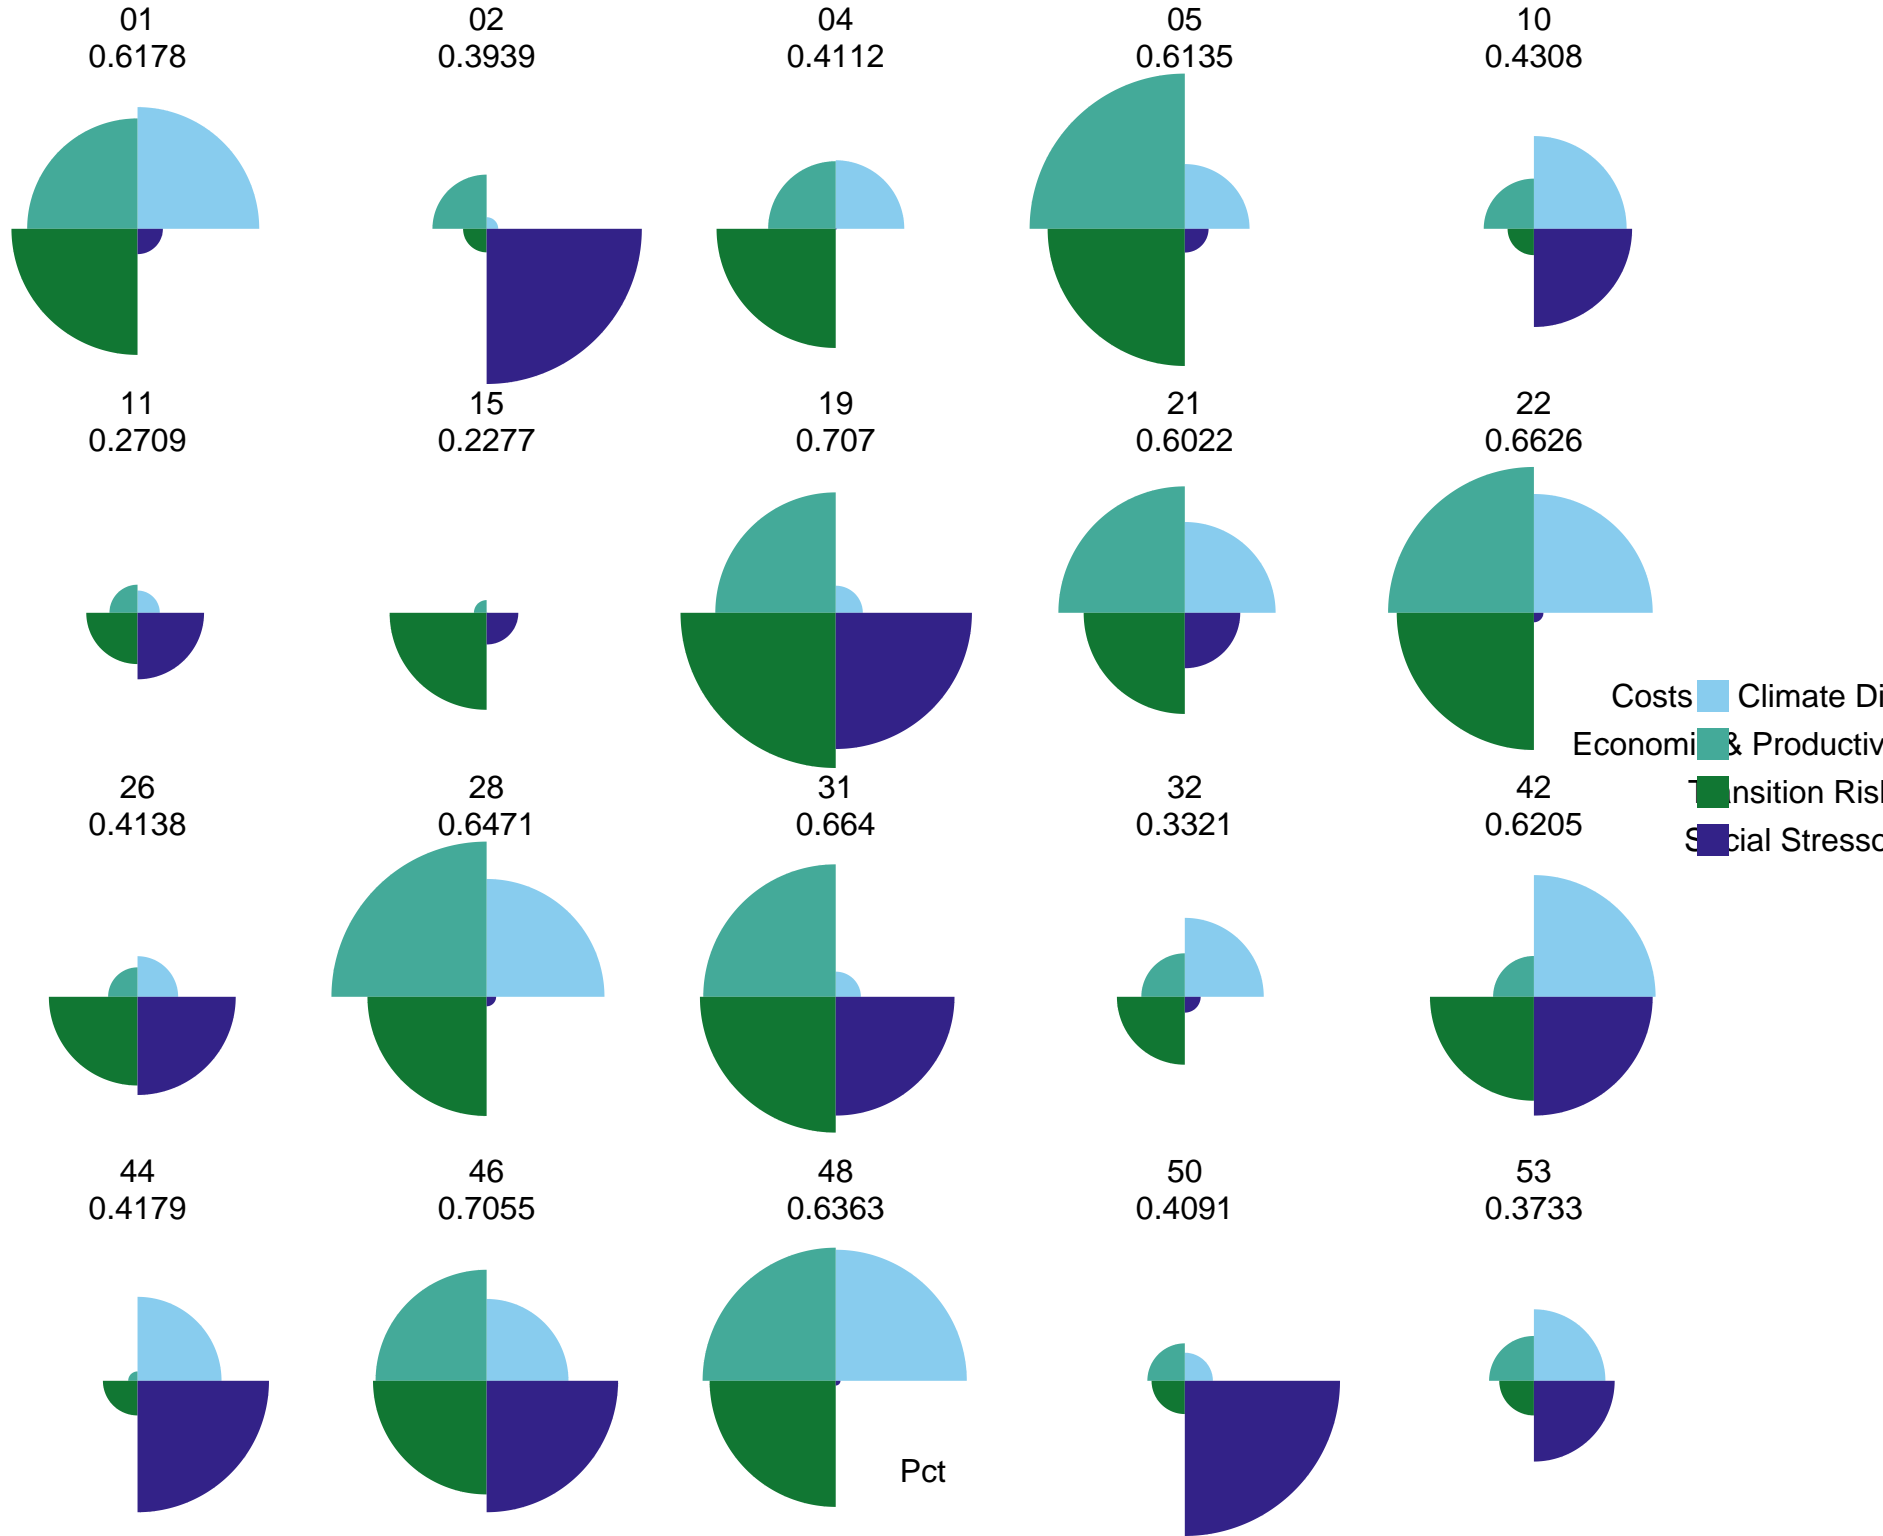 01 02 04 05 10
0.6178 0.3939 0.4112 0.6135 0.4308
11 15 19 21 22
0.2709 0.2277 0.707 0.6022 0.6626
Costs Climate Di
Economi & Productiv
T nsition Ris
S cial Stresso
26 28 31 32 42
0.4138 0.6471 0.664 0.3321 0.6205
44 46 48 50 53
0.4179 0.7055 0.6363 0.4091 0.3733
Pct